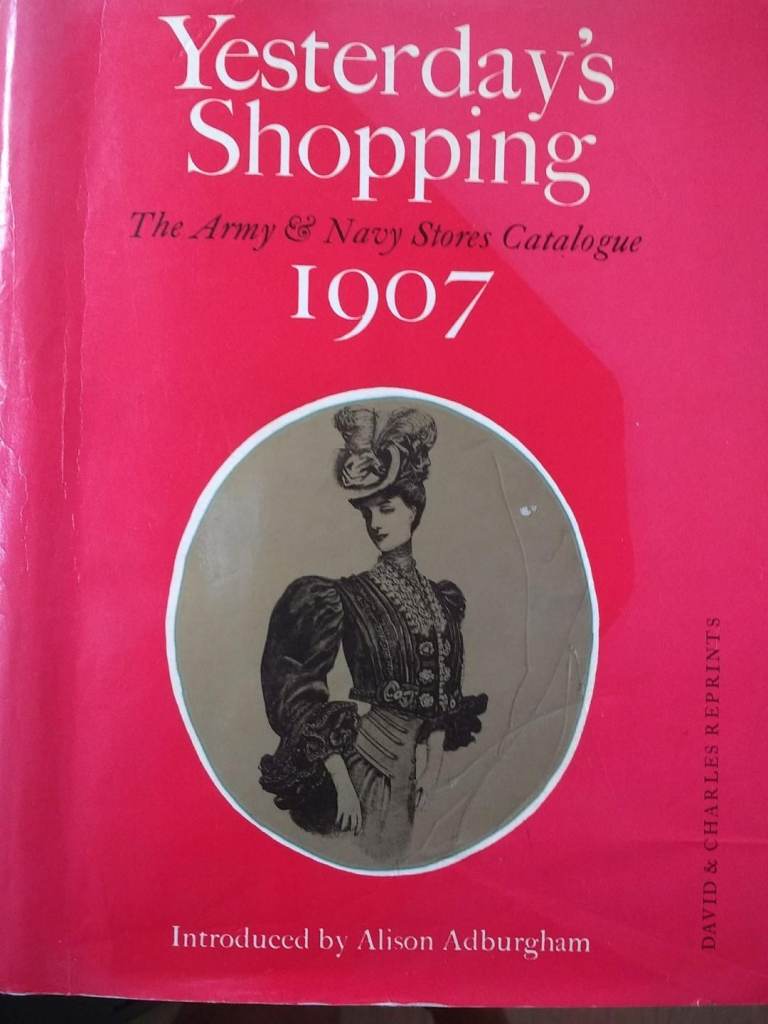 Yesterday's
Shopping
The Army & Navy Stores Catalogue
1907
Introduced by Alison Adburgham
DAVID & CHARLES REPRINTS